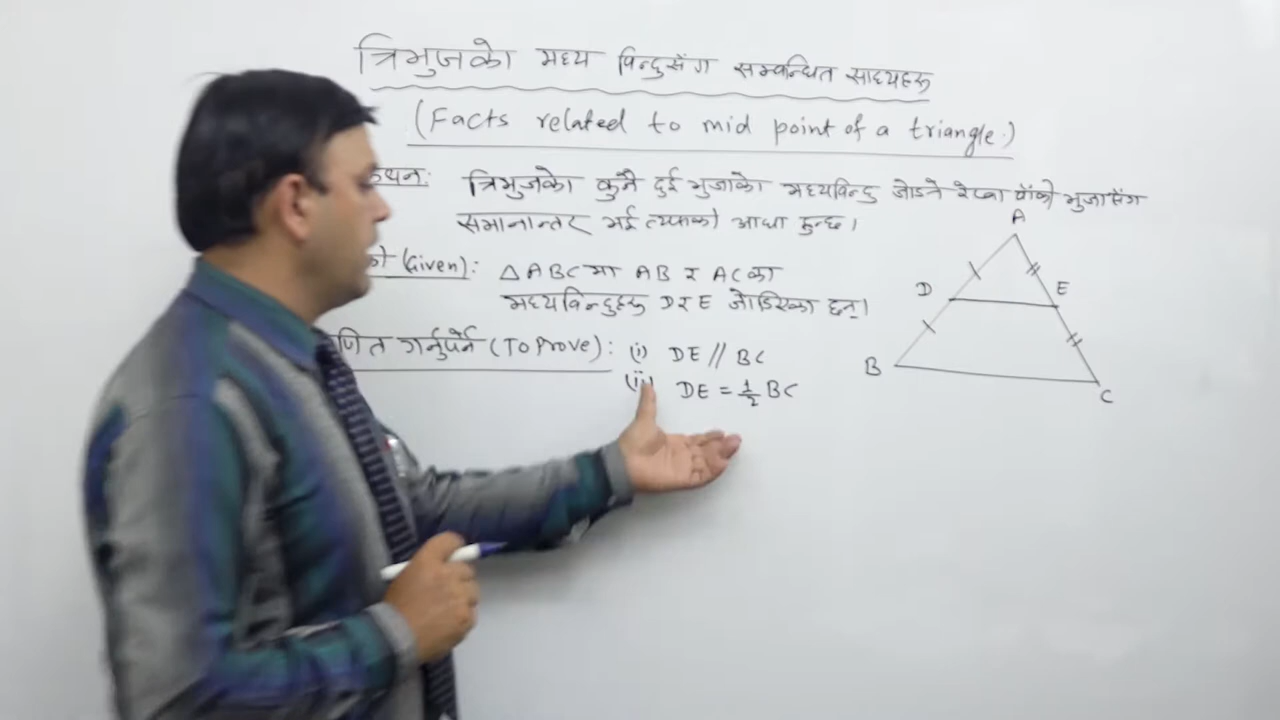 त्रिभुजको मध्य विन्दुसँग सम्बन्धित साध्यहरू
(Facts related to mid point of a triangle.)
कथन: त्रिभुजको कुनै दुई भुजाको मध्यविन्दु जोड्ने रेखा बाँकी भुजासँग
समानान्तर भई त्यसको आधा हुन्छ।
(Given): △ABC मा AB र AC का
मध्यविन्दुहरू D र E जोडिएका छन्।
गर्नुपर्ने (To Prove): (i) DE // BC
(ii) DE = ½ BC
A
D E
B
C